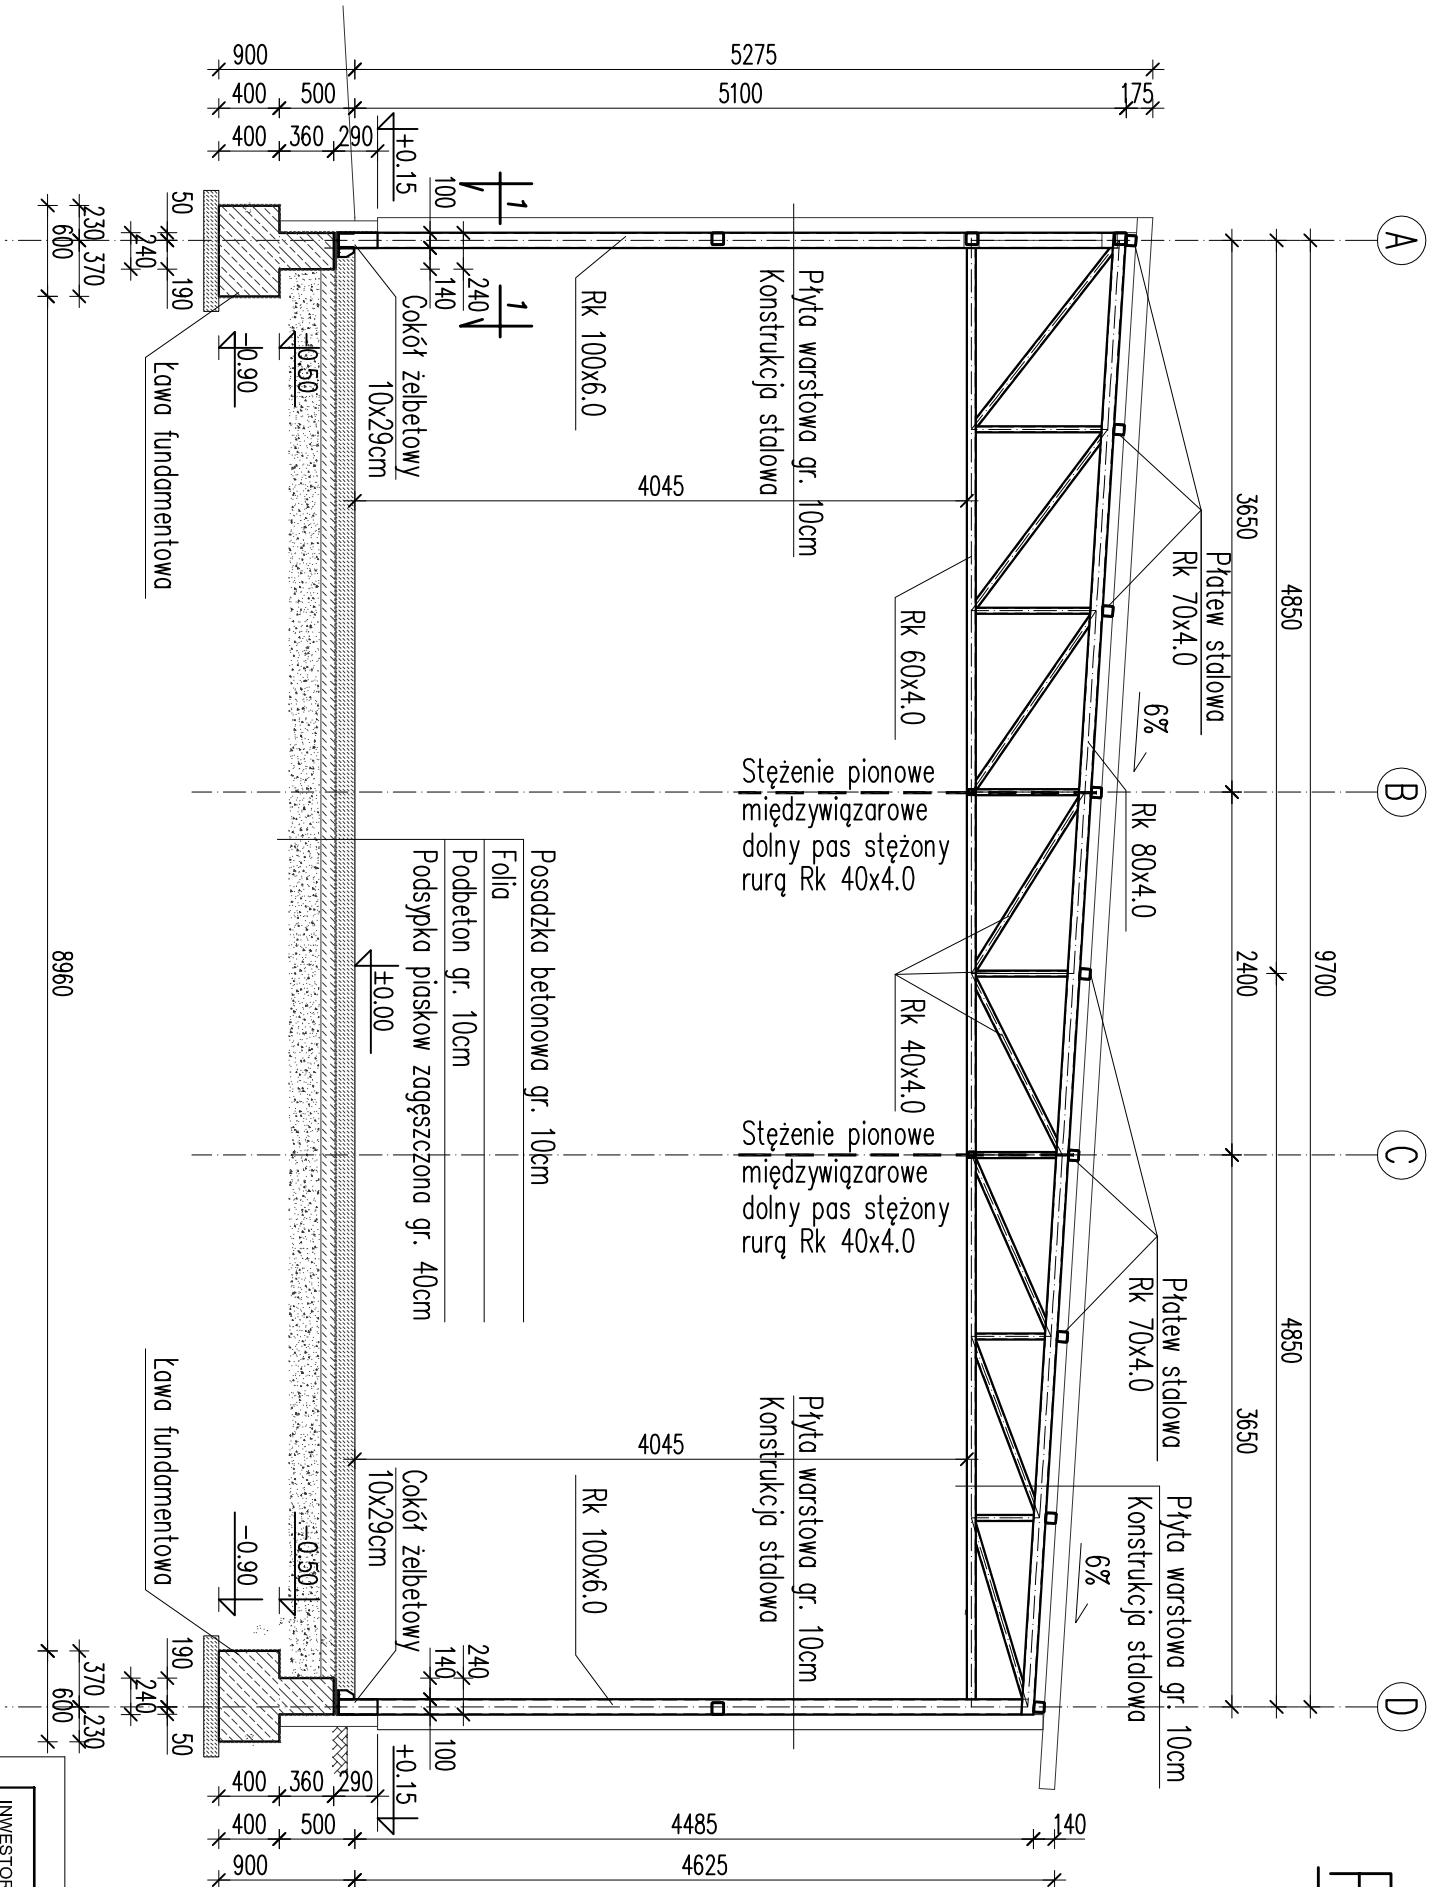 A
B
C
D
9700
4850
4850
3650
2400
3650
Płatew stalowa
Rk 70x4.0
6%
Rk 80x4.0
Płatew stalowa
Rk 70x4.0
Płyta warstowa gr. 10cm
Konstrukcja stalowa
6%
5275
900
5100
175
400
500
400
360
290
+0.15
100
1
1
240
140
Rk 100x6.0
Płyta warstowa gr. 10cm
Konstrukcja stalowa
4045
Rk 60x4.0
Stężenie pionowe
międzywiązarowe
dolny pas stężony
rurą Rk 40x4.0
Rk 40x4.0
Stężenie pionowe
międzywiązarowe
dolny pas stężony
rurą Rk 40x4.0
Płyta warstowa gr. 10cm
Konstrukcja stalowa
4045
Rk 100x6.0
Cokół żelbetowy
10x29cm
Posadzka betonowa gr. 10cm
Folia
Podbeton gr. 10cm
Podsypka piaskow zagęszczona gr. 40cm
±0.00
Cokół żelbetowy
10x29cm
240
140
100
+0.15
-0.50
-0.90
Ława fundamentowa
-0.50
-0.90
Ława fundamentowa
50
190
240
230
370
600
8960
190
50
240
370
230
600
400
360
290
400
500
4485
140
900
4625
INWESTOR